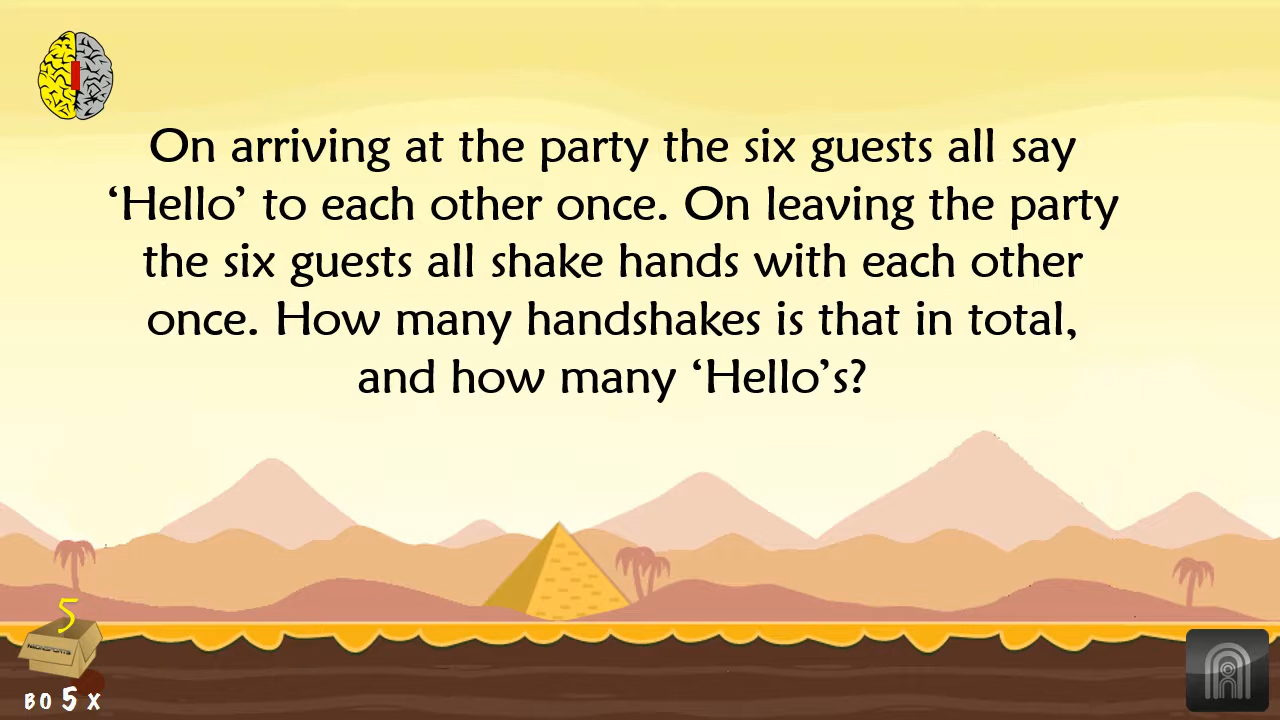 On arriving at the party the six guests all say
‘Hello’ to each other once. On leaving the party
the six guests all shake hands with each other
once. How many handshakes is that in total,
and how many ‘Hello’s?
5
BO 5 X